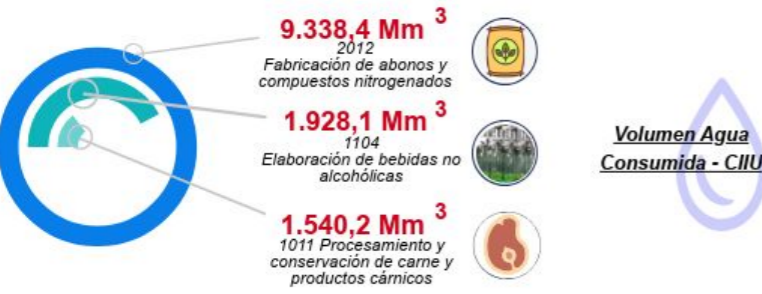 9.338,4 Mm 3
2012
Fabricación de abonos y
compuestos nitrogenados
1.928,1 Mm 3
1104
Elaboración de bebidas no
alcohólicas
Volumen Agua
Consumida - CIIU
1.540,2 Mm 3
1011 Procesamiento y
conservación de carne y
productos cárnicos